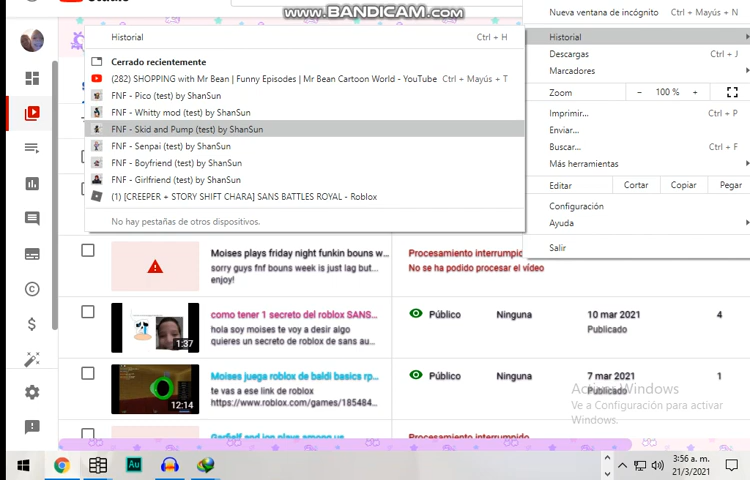 Studio
www.BANDICAM.com
Nueva ventana de incógnito Ctrl + Mayús + N
Historial Ctrl + H
Historial
Cerrado recientemente
Descargas Ctrl + J
(282) SHOPPING with Mr Bean | Funny Episodes | Mr Bean Cartoon World - YouTube Ctrl + Mayús + T
Marcadores
FNF - Pico (test) by ShanSun
Zoom − 100 % +
FNF - Whitty mod (test) by ShanSun
Imprimir... Ctrl + P
FNF - Skid and Pump (test) by ShanSun
Enviar...
FNF - Senpai (test) by ShanSun
Buscar... Ctrl + F
FNF - Boyfriend (test) by ShanSun
Más herramientas
FNF - Girlfriend (test) by ShanSun
Editar Cortar Copiar Pegar
(1) [CREEPER + STORY SHIFT CHARA] SANS BATTLES ROYAL - Roblox
Configuración
No hay pestañas de otros dispositivos.
Ayuda
Salir
Moises plays friday night funkin bouns w...
Procesamiento interrumpido
sorry guys fnf bouns week is just lag but...
No se ha podido procesar el vídeo
enjoy!
como tener 1 secreto del roblox SANS...
Público Ninguna 10 mar 2021 4
hola soy moises te voy a desir algo
Publicado
quieres un secreto de roblox de sans au...
1:37
Moises juega roblox de baldi basics rp...
Público Ninguna 7 mar 2021 1
te vas a ese link de roblox
Publicado
https://www.roblox.com/games/185484...
12:14
Activar Windows
Ve a Configuración para activar
Windows.
Garfielf and jon plays among us
Procesamiento interrumpido
Au
3:56 a. m.
21/3/2021